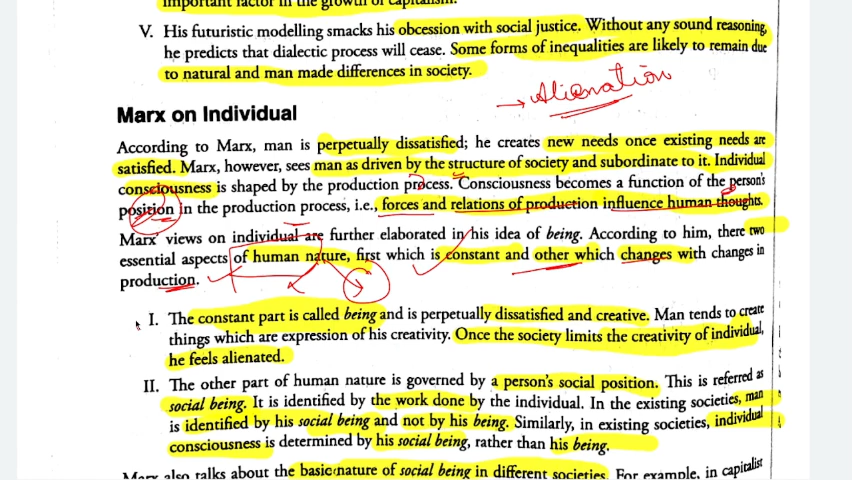 important factor in the growth of capitalism.
V. His futuristic modelling smacks his obcession with social justice. Without any sound reasoning,
he predicts that dialectic process will cease. Some forms of inequalities are likely to remain due
to natural and man made differences in society.
→ Alienation
Marx on Individual
According to Marx, man is perpetually dissatisfied; he creates new needs once existing needs are
satisfied. Marx, however, sees man as driven by the structure of society and subordinate to it. Individual
consciousness is shaped by the production process. Consciousness becomes a function of the person's
position in the production process, i.e., forces and relations of production influence human thoughts.
Marx' views on individual are further elaborated in his idea of being. According to him, there two
essential aspects of human nature, first which is constant and other which changes with changes in
production.
I. The constant part is called being and is perpetually dissatisfied and creative. Man tends to create
things which are expression of his creativity. Once the society limits the creativity of individual,
he feels alienated.
II. The other part of human nature is governed by a person's social position. This is referred as
social being. It is identified by the work done by the individual. In the existing societies, man
is identified by his social being and not by his being. Similarly, in existing societies, individual
consciousness is determined by his social being, rather than his being.
Marx also talks about the basic nature of social being in different societies. For example, in capitalist